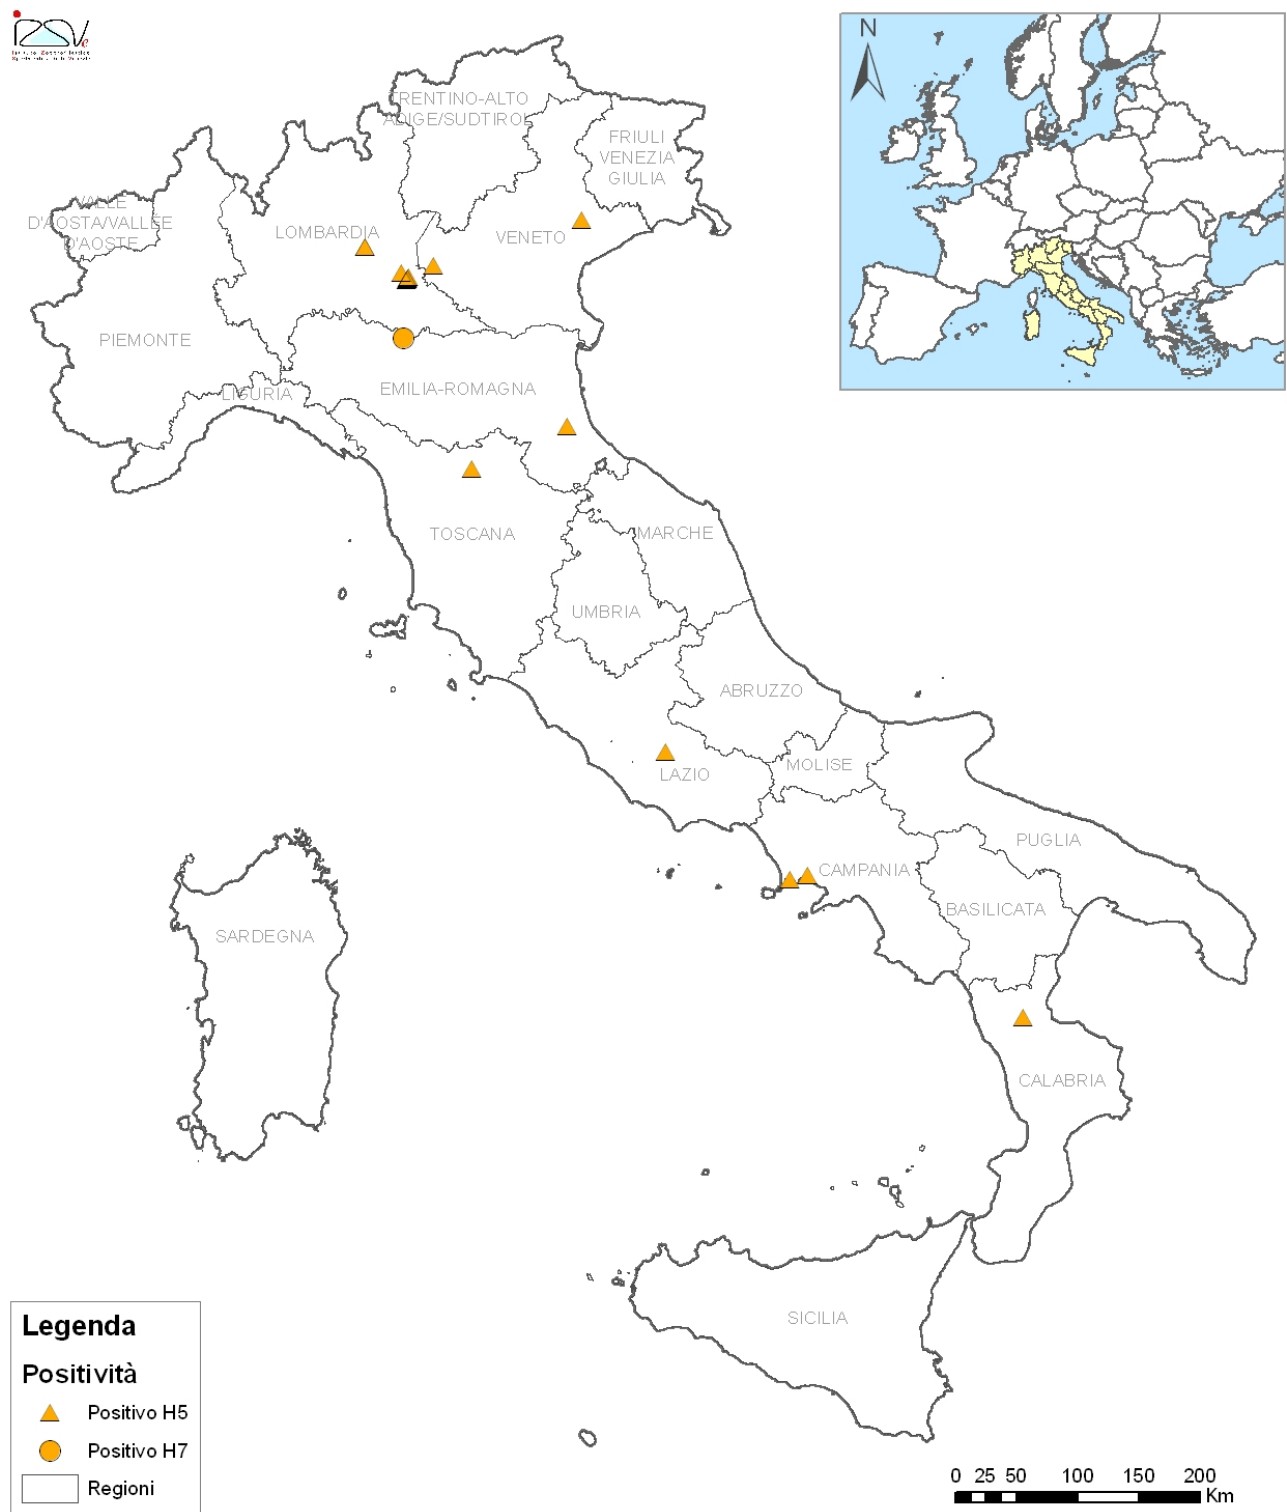 N
TRENTINO-ALTO
ADIGE/SUDTIROL
FRIULI
VENEZIA
GIULIA
VALLE
D'AOSTA/VALLÉE
D'AOSTE
LOMBARDIA
VENETO
PIEMONTE
LIGURIA
EMILIA-ROMAGNA
TOSCANA
MARCHE
UMBRIA
ABRUZZO
LAZIO
MOLISE
PUGLIA
CAMPANIA
BASILICATA
SARDEGNA
CALABRIA
SICILIA
Legenda
Positività
Positivo H5
Positivo H7
Regioni
0 25 50 100 150 200
Km